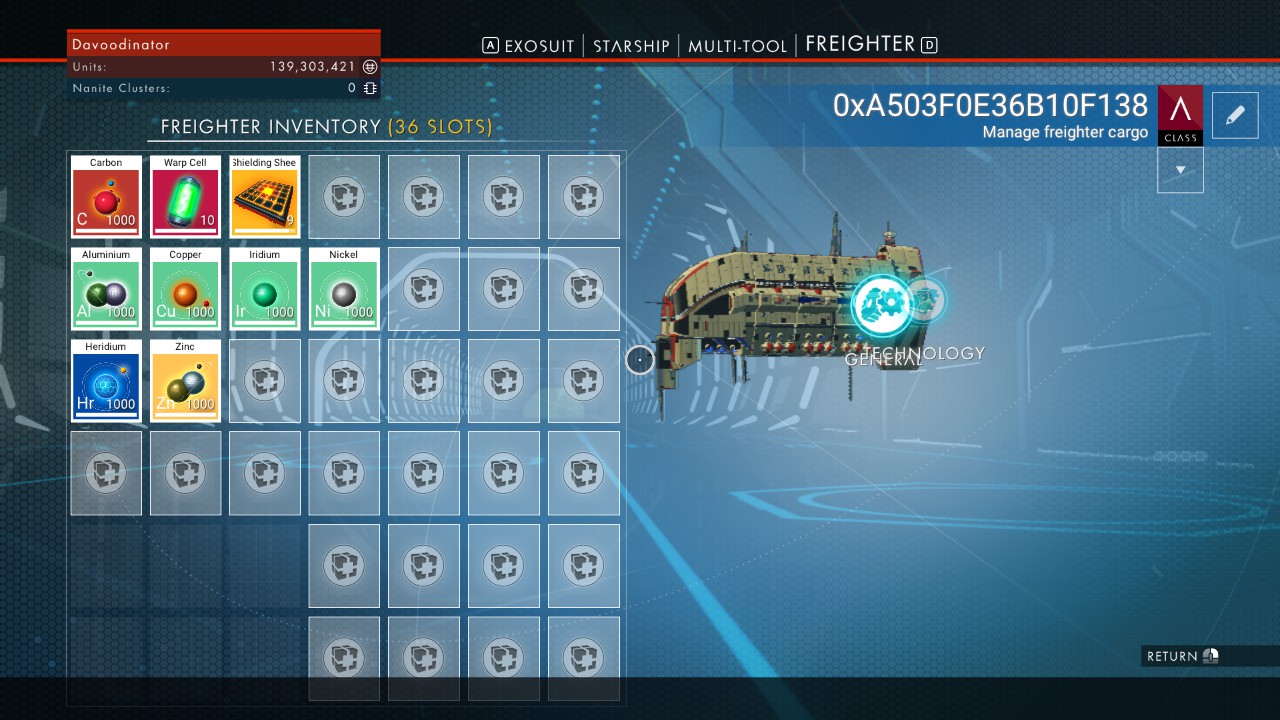 Davoodinator
Units: 139,303,421
Nanite Clusters: 0
A EXOSUIT STARSHIP MULTI-TOOL FREIGHTER D
0xA503F0E36B10F138
Manage freighter cargo
CLASS
FREIGHTER INVENTORY (36 SLOTS)
Carbon Warp Cell Shielding Shee
C 1000 10 9
Aluminium Copper Iridium Nickel
Al 1000 Cu 1000 Ir 1000 Ni 1000
Heridium Zinc
Hr 1000 Zn 1000
TECHNOLOGY
GENERAL
RETURN